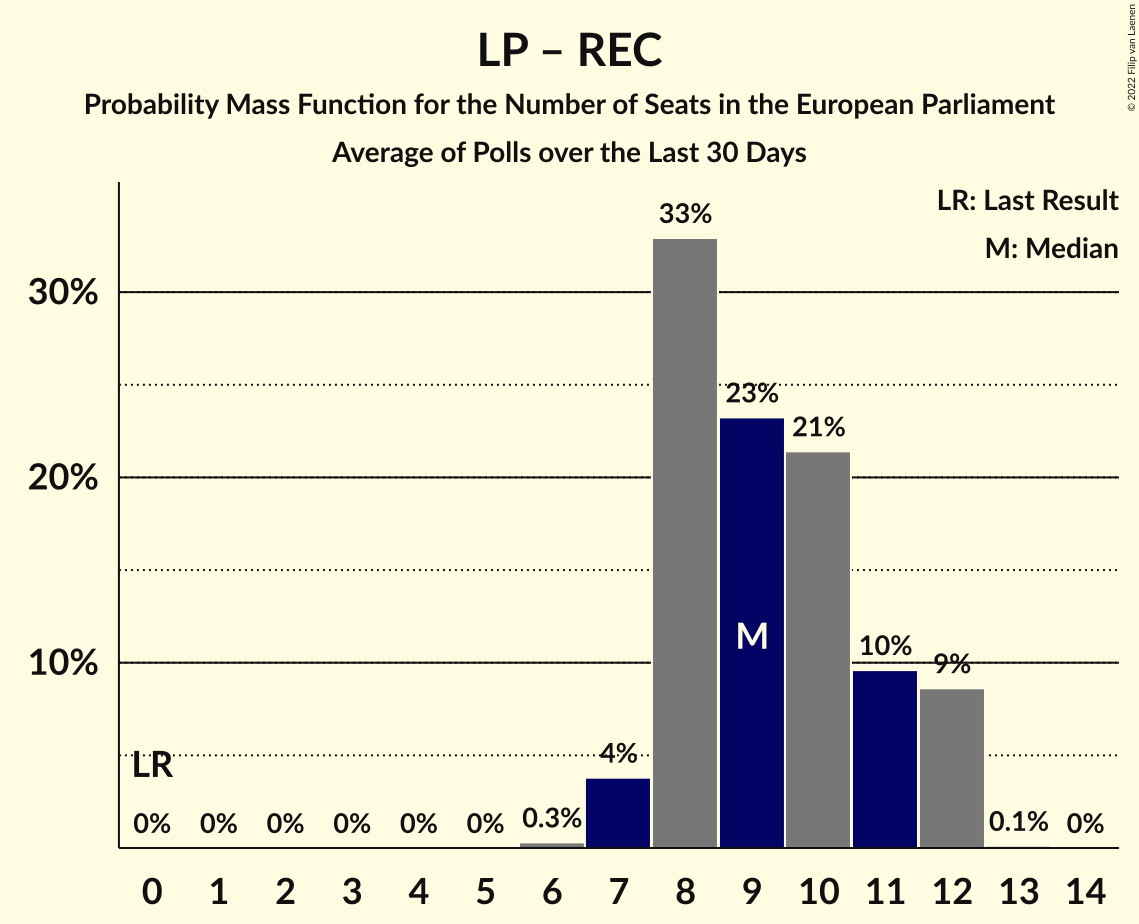 LP – REC
Probability Mass Function for the Number of Seats in the European Parliament
Average of Polls over the Last 30 Days
© 2022 Filip van Laenen
LR: Last Result
M: Median
33%
30%
23%
21%
20%
M
10%
9%
10%
4%
LR
0% 0% 0% 0% 0% 0% 0.3% 0.1% 0%
0 1 2 3 4 5 6 7 8 9 10 11 12 13 14